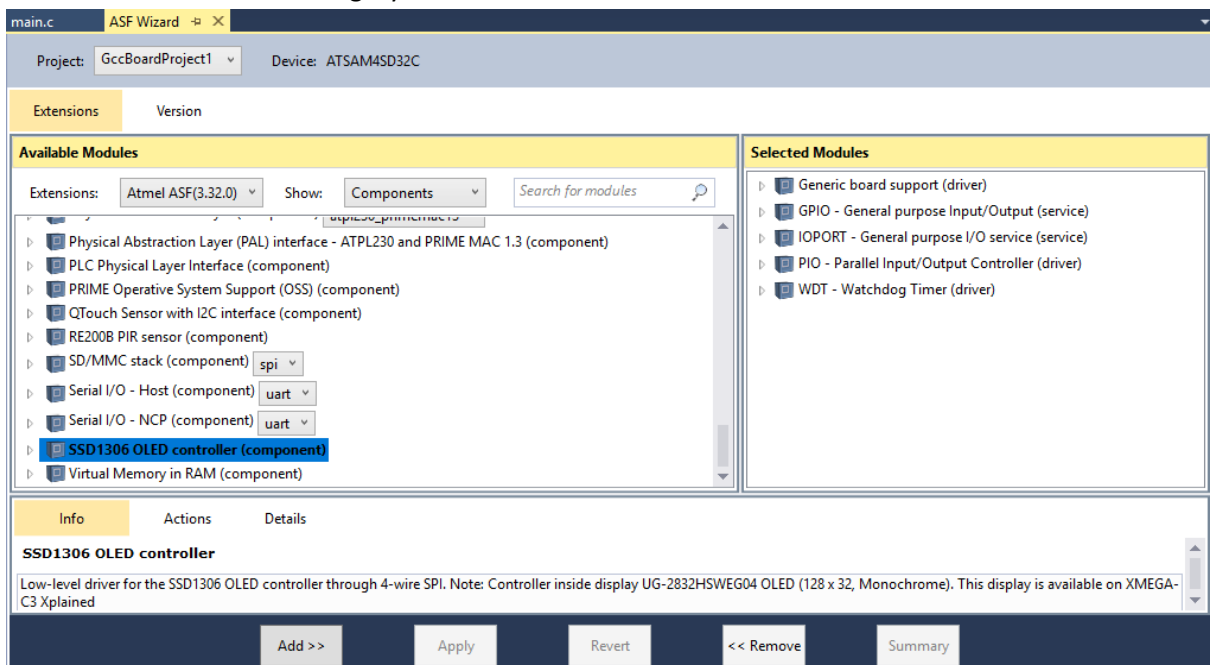 main.c
ASF Wizard
Project: GccBoardProject1 Device: ATSAM4SD32C
Extensions Version
Available Modules
Extensions: Atmel ASF(3.32.0) Show: Components Search for modules
Physical Abstraction Layer (PAL) interface - ATPL230 and PRIME MAC 1.3 (component)
PLC Physical Layer Interface (component)
PRIME Operative System Support (OSS) (component)
QTouch Sensor with I2C interface (component)
RE200B PIR sensor (component)
SD/MMC stack (component) spi
Serial I/O - Host (component) uart
Serial I/O - NCP (component) uart
SSD1306 OLED controller (component)
Virtual Memory in RAM (component)
Selected Modules
Generic board support (driver)
GPIO - General purpose Input/Output (service)
IOPORT - General purpose I/O service (service)
PIO - Parallel Input/Output Controller (driver)
WDT - Watchdog Timer (driver)
Info Actions Details
SSD1306 OLED controller
Low-level driver for the SSD1306 OLED controller through 4-wire SPI. Note: Controller inside display UG-2832HSWEG04 OLED (128 x 32, Monochrome). This display is available on XMEGA-
C3 Xplained
Add >> Apply Revert << Remove Summary